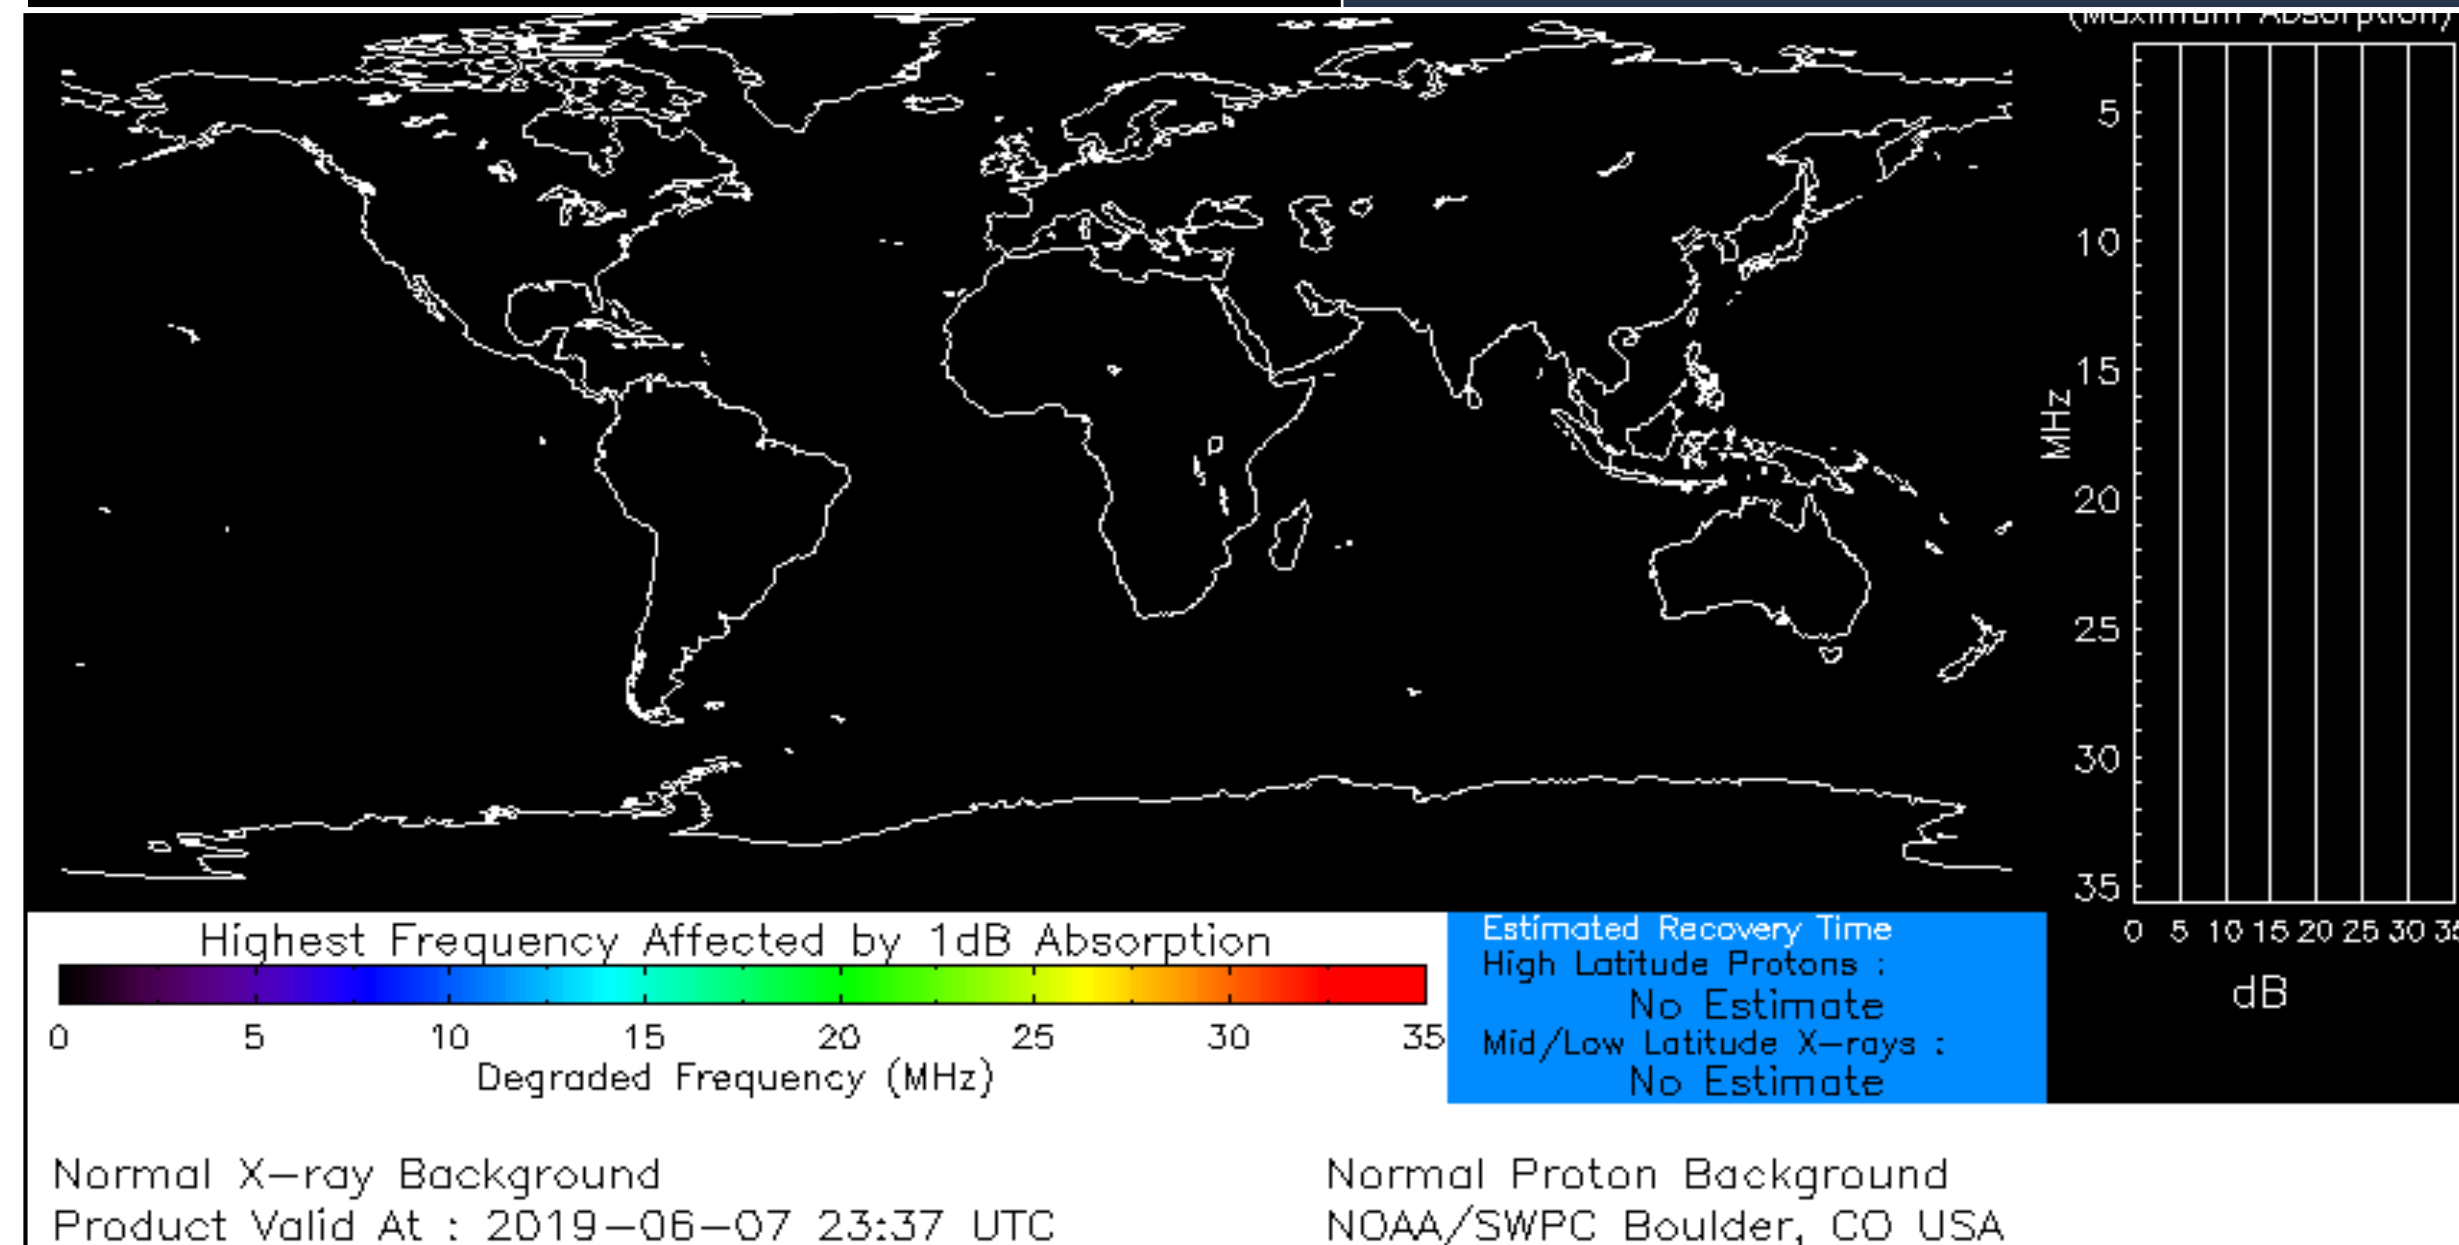 (Maximum Absorption)
5
10
15
20
25
30
35
MHz
0 5 10 15 20 25 30 35
dB
Highest Frequency Affected by 1dB Absorption
0 5 10 15 20 25 30 35
Degraded Frequency (MHz)
Estimated Recovery Time
High Latitude Protons :
No Estimate
Mid/Low Latitude X-rays :
No Estimate
Normal X-ray Background
Product Valid At : 2019-06-07 23:37 UTC
Normal Proton Background
NOAA/SWPC Boulder, CO USA